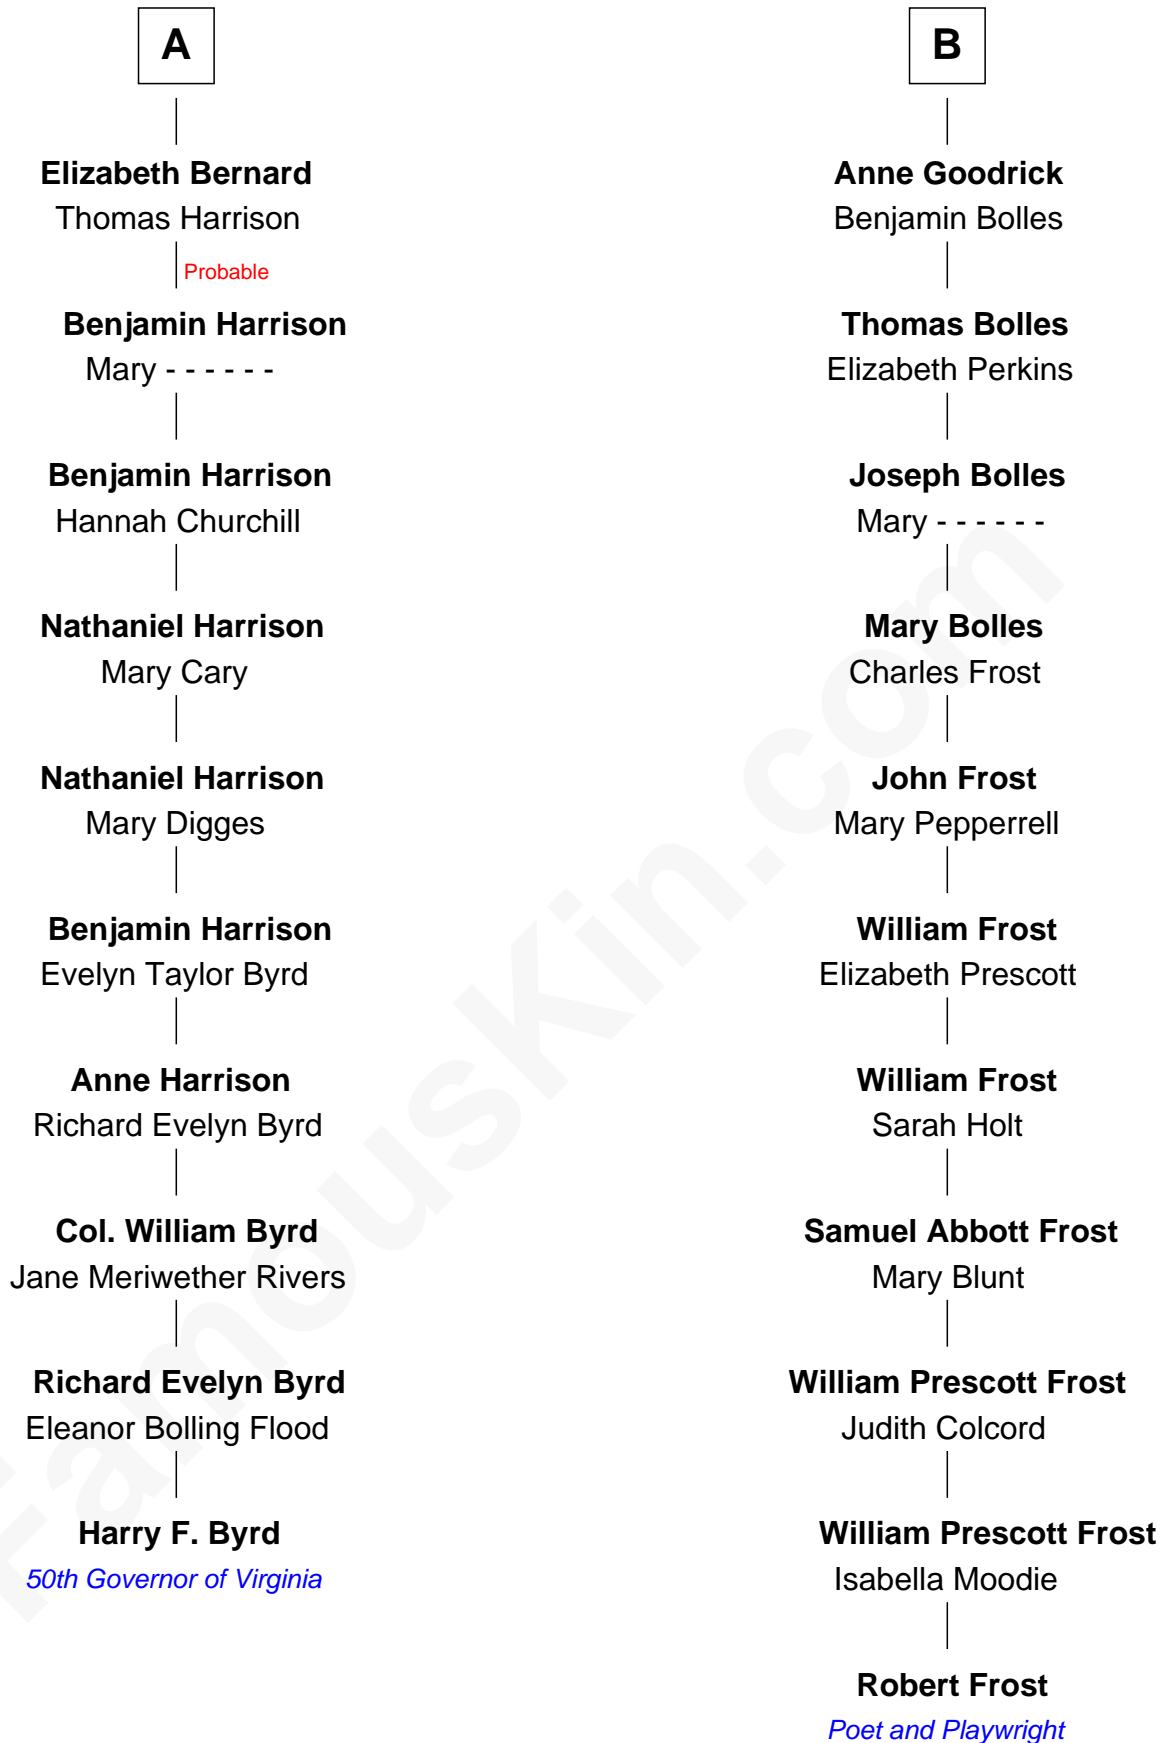 A
Elizabeth Bernard
Thomas Harrison
Probable
Benjamin Harrison
Mary - - - - - -
Benjamin Harrison
Hannah Churchill
Nathaniel Harrison
Mary Cary
Nathaniel Harrison
Mary Digges
Benjamin Harrison
Evelyn Taylor Byrd
Anne Harrison
Richard Evelyn Byrd
Col. William Byrd
Jane Meriwether Rivers
Richard Evelyn Byrd
Eleanor Bolling Flood
Harry F. Byrd
50th Governor of Virginia
B
Anne Goodrick
Benjamin Bolles
Thomas Bolles
Elizabeth Perkins
Joseph Bolles
Mary - - - - - -
Mary Bolles
Charles Frost
John Frost
Mary Pepperrell
William Frost
Elizabeth Prescott
William Frost
Sarah Holt
Samuel Abbott Frost
Mary Blunt
William Prescott Frost
Judith Colcord
William Prescott Frost
Isabella Moodie
Robert Frost
Poet and Playwright
FamousKin.com